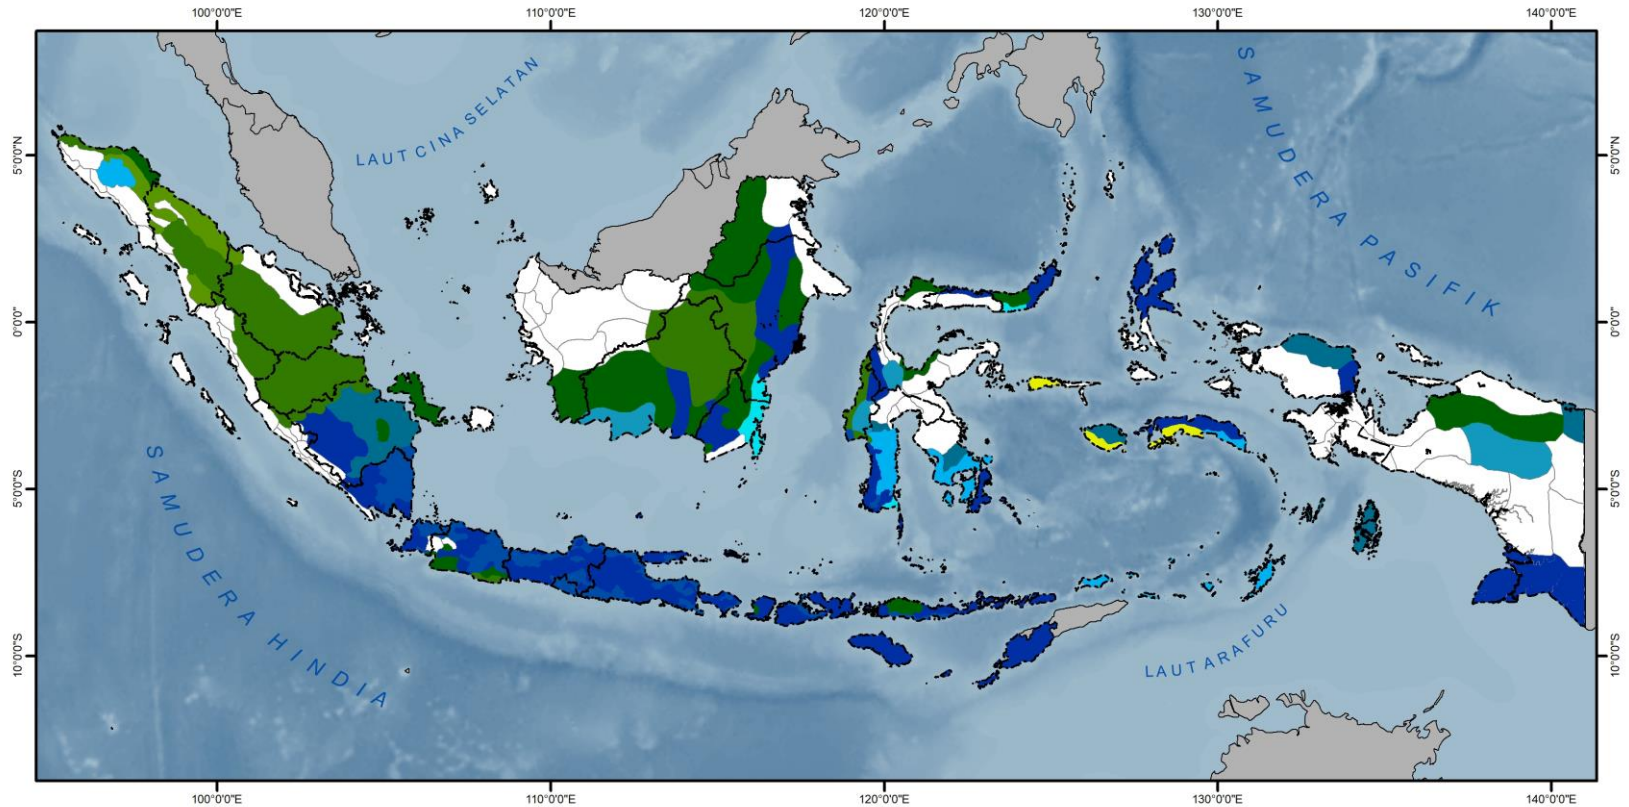 100°0'0"E
110°0'0"E
120°0'0"E
130°0'0"E
140°0'0"E
5°0'0"N
0°0'0"
5°0'0"S
10°0'0"S
LAUT CINA SELATAN
SAMUDERA PASIFIK
SAMUDERA HINDIA
LAUT ARAFURU
5°0'0"N
0°0'0"
5°0'0"S
10°0'0"S
100°0'0"E
110°0'0"E
120°0'0"E
130°0'0"E
140°0'0"E